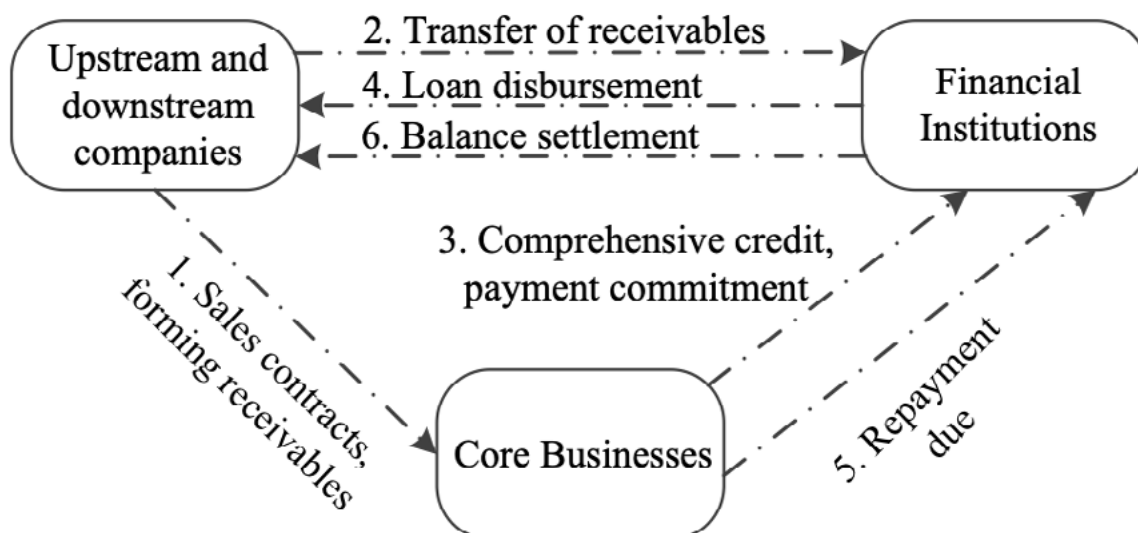 Upstream and
downstream
companies
2. Transfer of receivables
4. Loan disbursement
6. Balance settlement
Financial
Institutions
1. Sales contracts,
forming receivables
3. Comprehensive credit,
payment commitment
5. Repayment
due
Core Businesses